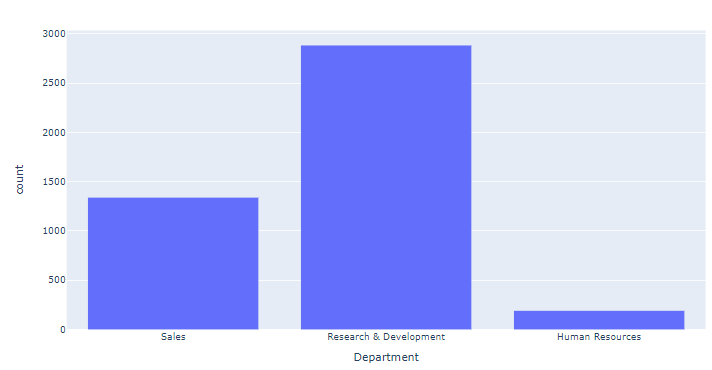 3000
2500
2000
1500
1000
500
0
count
Sales
Research & Development
Human Resources
Department